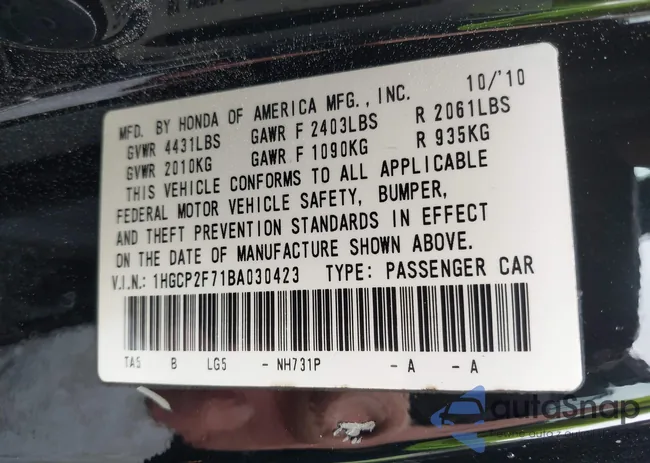 MFD. BY HONDA OF AMERICA MFG., INC. 10/'10
GVWR 4431LBS GAWR F 2403LBS R 2061LBS
GVWR 2010KG GAWR F 1090KG R 935KG
THIS VEHICLE CONFORMS TO ALL APPLICABLE
FEDERAL MOTOR VEHICLE SAFETY, BUMPER,
AND THEFT PREVENTION STANDARDS IN EFFECT
ON THE DATE OF MANUFACTURE SHOWN ABOVE.
V.I.N.: 1HGCP2F71BA030423 TYPE: PASSENGER CAR
TA5 B LG5 - NH731P - A - A
autoSnap